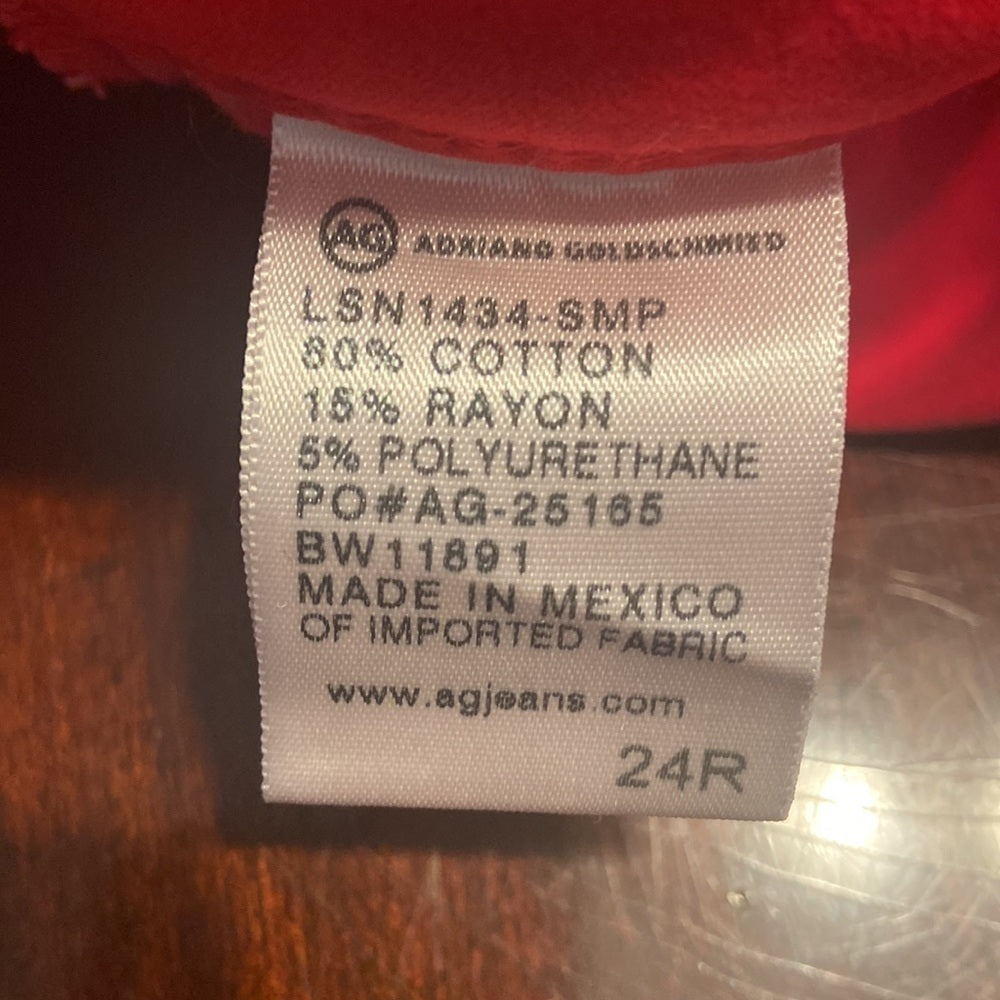 AG ADRIANO GOLDSCHMIED
LSN1434-SMP
80% COTTON
15% RAYON
5% POLYURETHANE
PO#AG-25165
BW11891
MADE IN MEXICO
OF IMPORTED FABRIC
www.agjeans.com
24R